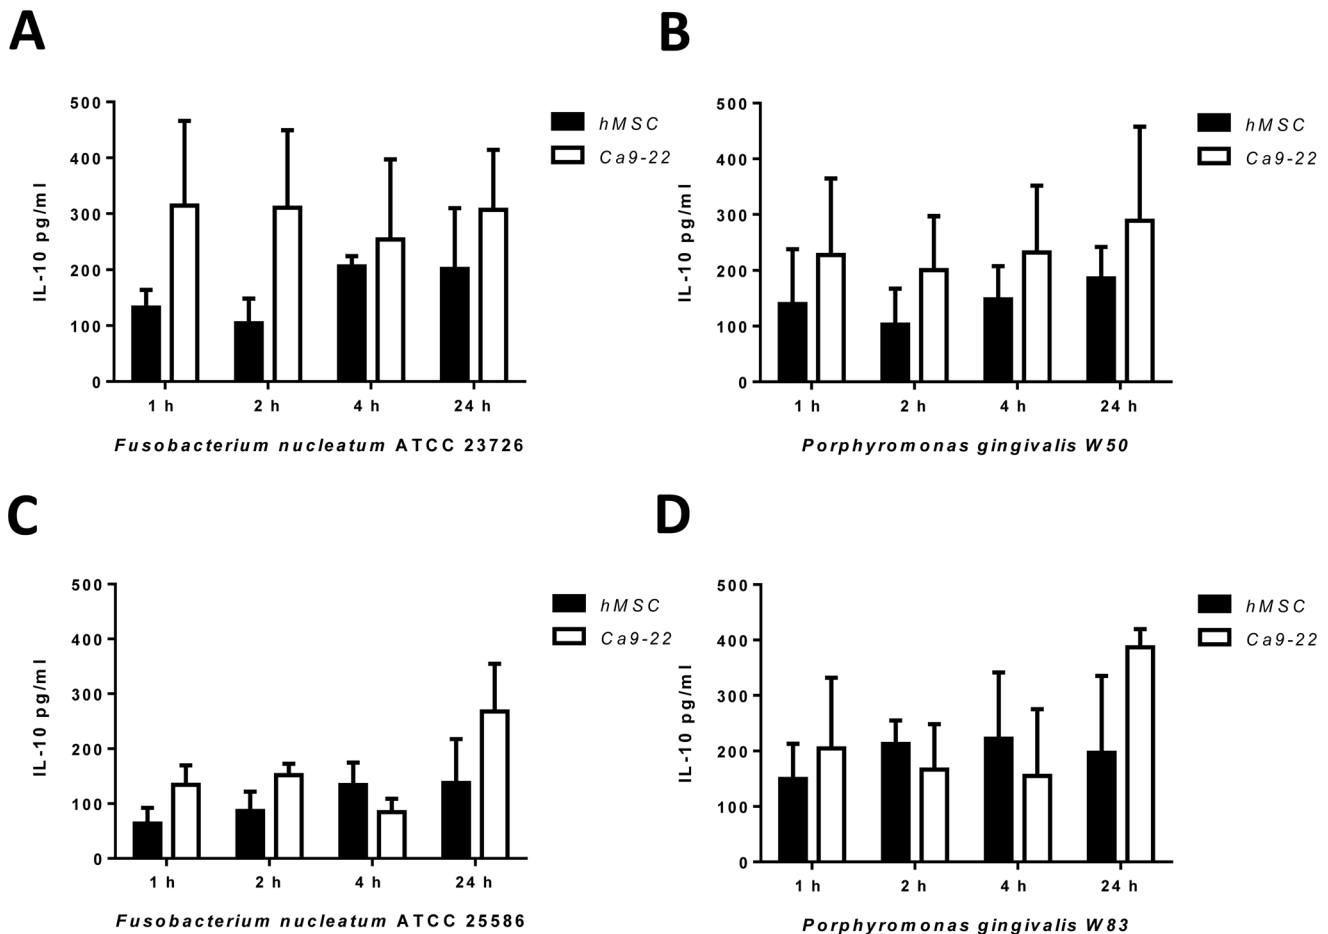 A
500
400
300
200
100
0
IL-10 pg/ml
hMSC
Ca9-22
1 h 2 h 4 h 24 h
Fusobacterium nucleatum ATCC 23726
B
500
400
300
200
100
0
IL-10 pg/ml
hMSC
Ca9-22
1 h 2 h 4 h 24 h
Porphyromonas gingivalis W50
C
500
400
300
200
100
0
IL-10 pg/ml
hMSC
Ca9-22
1 h 2 h 4 h 24 h
Fusobacterium nucleatum ATCC 25586
D
500
400
300
200
100
0
IL-10 pg/ml
hMSC
Ca9-22
1 h 2 h 4 h 24 h
Porphyromonas gingivalis W83